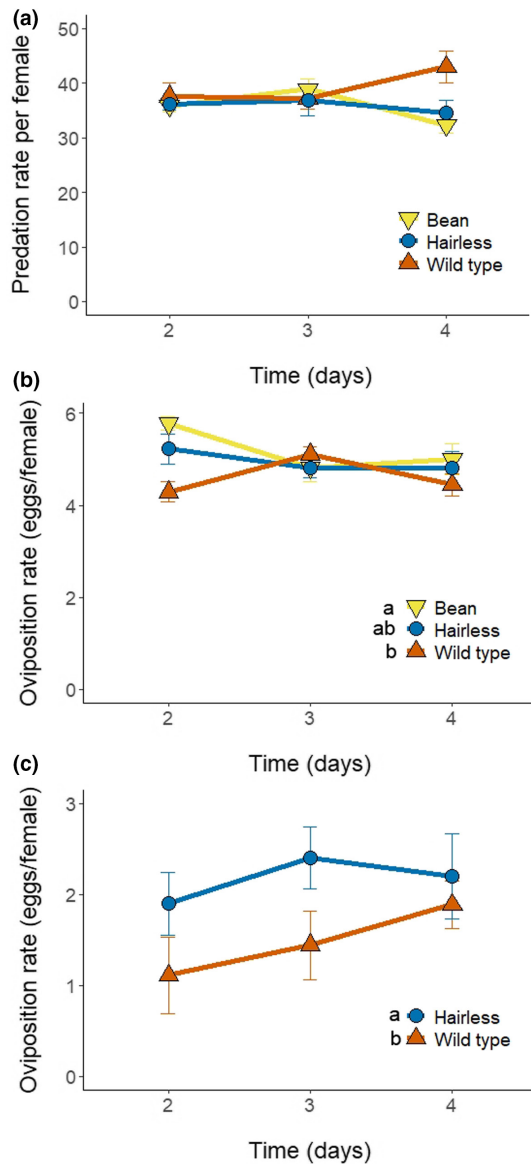 (a)
Predation rate per female
50
40
30
20
10
0
Bean
Hairless
Wild type
2 3 4
Time (days)
(b)
Oviposition rate (eggs/female)
6
4
2
0
a Bean
ab Hairless
b Wild type
2 3 4
Time (days)
(c)
Oviposition rate (eggs/female)
3
2
1
0
a Hairless
b Wild type
2 3 4
Time (days)